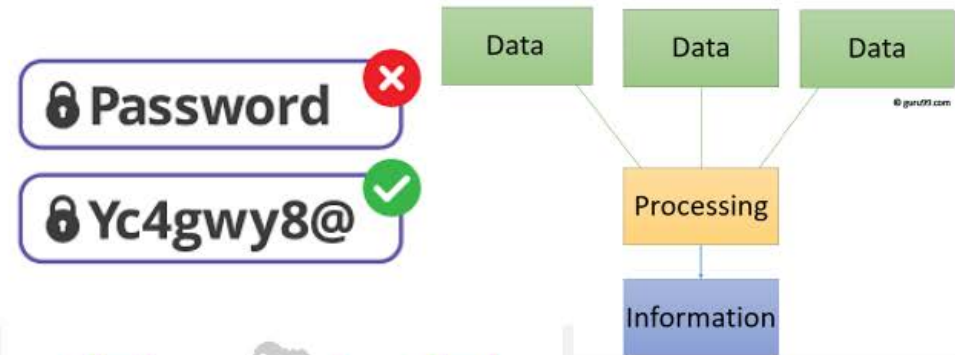 Password
Yc4gwy8@
Data
Data
Data
© guru99.com
Processing
Information